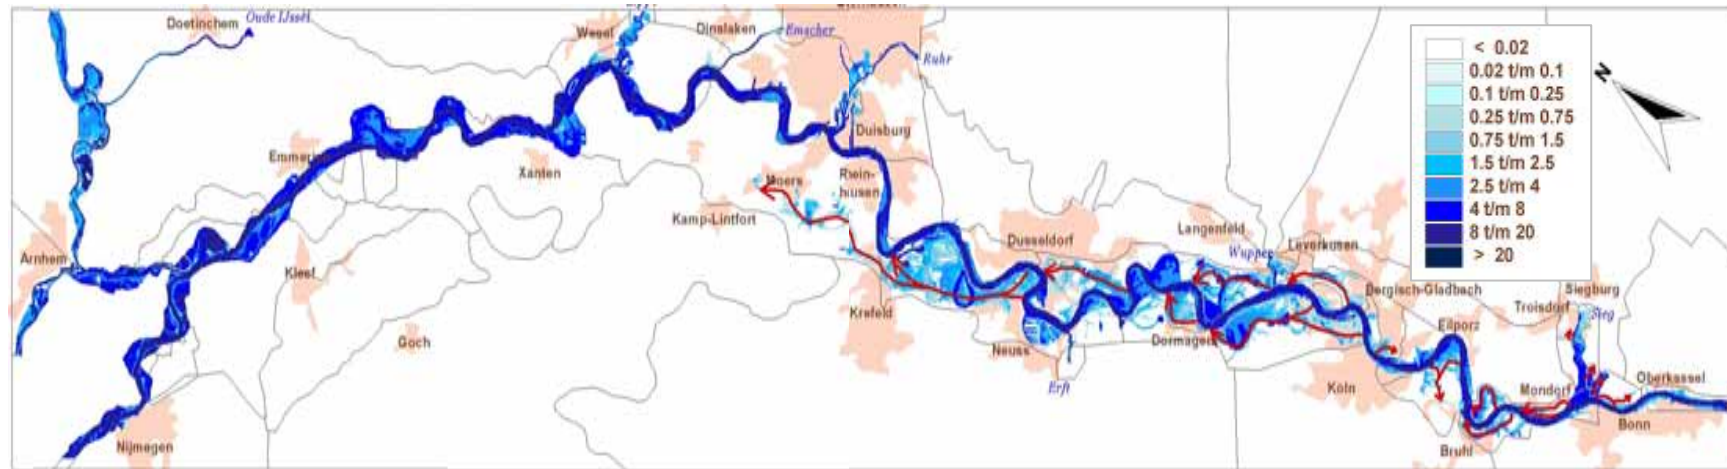 Doetinchem
Oude IJssel
Wesel
Dinslaken
Emscher
Ruhr
Duisburg
Emmerich
Xanten
Moers
Rhein-
hausen
Kamp-Lintfort
Arnhem
Kleef
Goch
Nijmegen
Krefeld
Dusseldorf
Neuss
Erft
Langenfeld
Wupper
Leverkusen
Dormagen
Bergisch-Gladbach
Köln
Eilporz
Troisdorf
Siegburg
Sieg
Mondorf
Oberkassel
Bonn
Bruhl
< 0.02
0.02 t/m 0.1
0.1 t/m 0.25
0.25 t/m 0.75
0.75 t/m 1.5
1.5 t/m 2.5
2.5 t/m 4
4 t/m 8
8 t/m 20
> 20
N